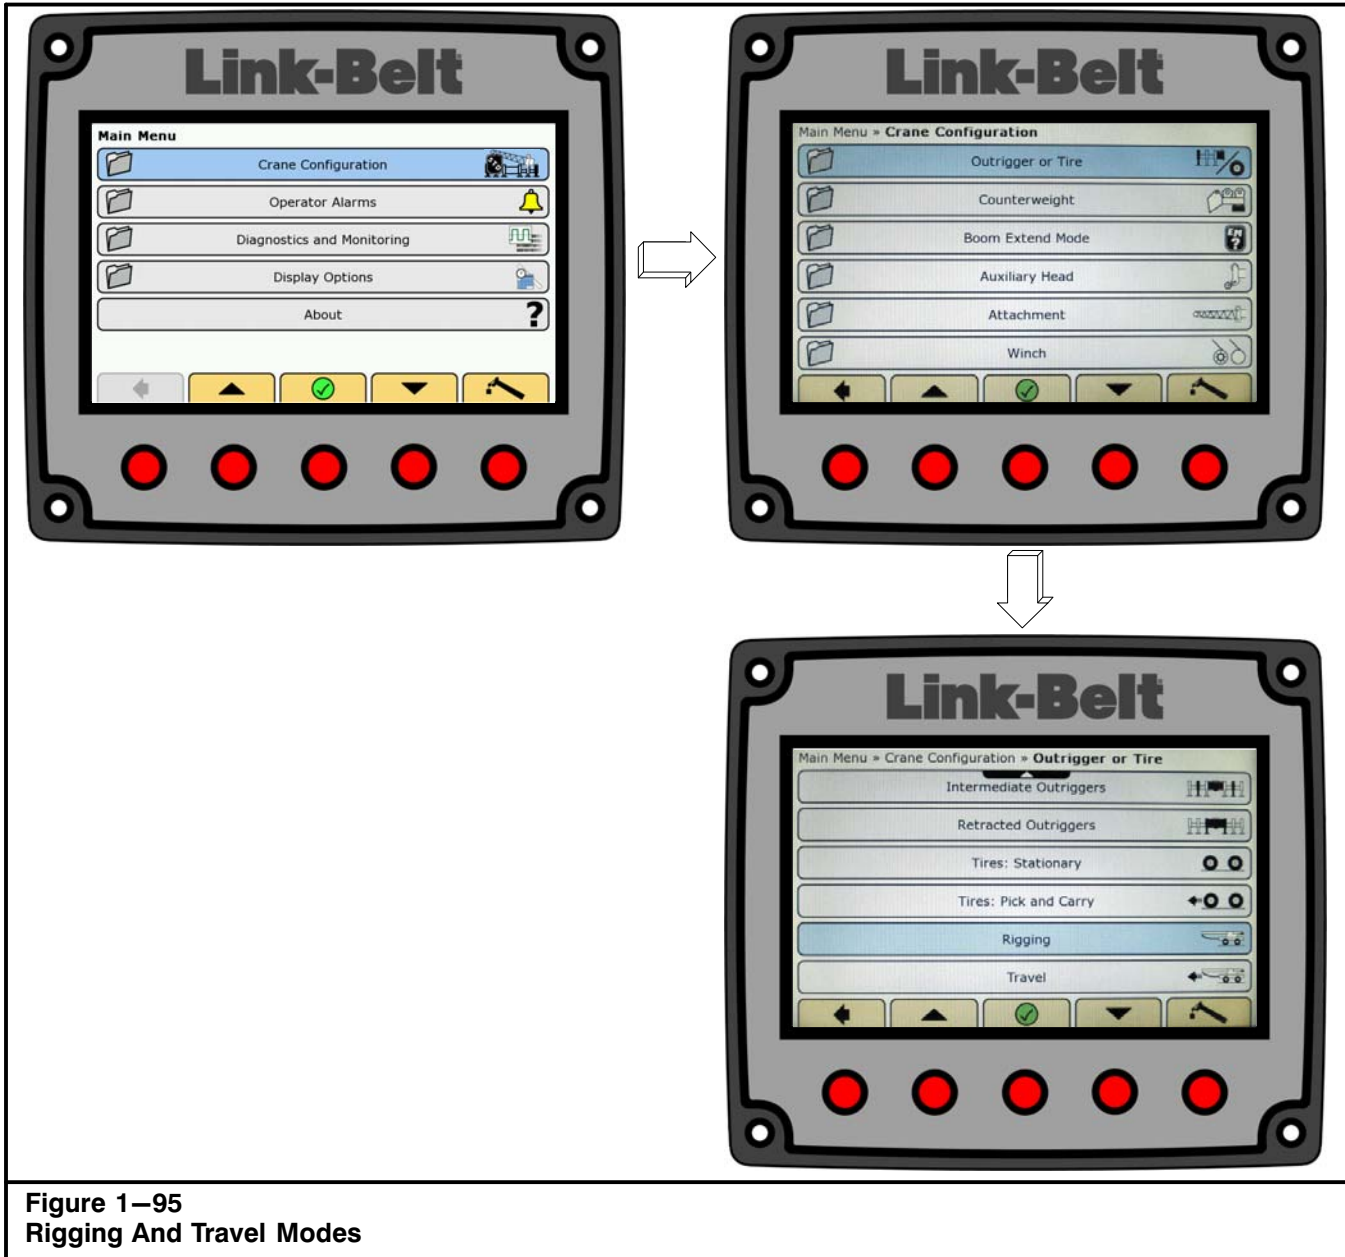 Link-Belt
Main Menu
Crane Configuration
Operator Alarms
Diagnostics and Monitoring
Display Options
About
?
Link-Belt
Main Menu » Crane Configuration
Outrigger or Tire
Counterweight
Boom Extend Mode
EM
?
Auxiliary Head
Attachment
Winch
Link-Belt
Main Menu » Crane Configuration » Outrigger or Tire
Intermediate Outriggers
Retracted Outriggers
Tires: Stationary
Tires: Pick and Carry
Rigging
Travel
Figure 1—95
Rigging And Travel Modes